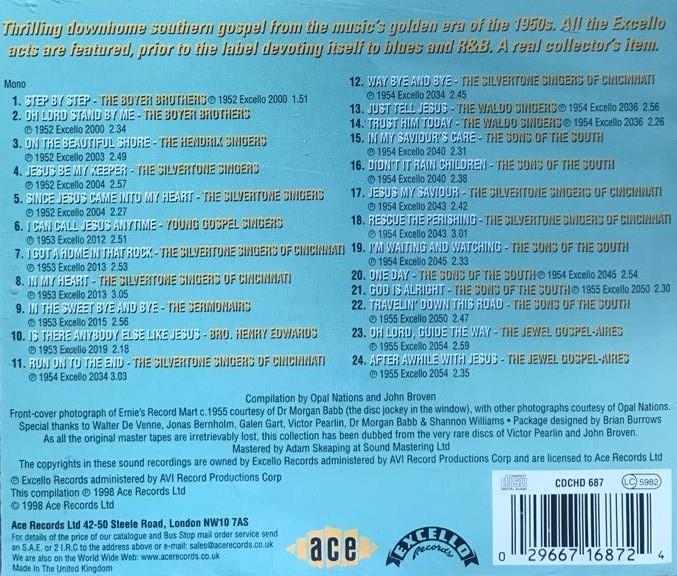 Thrilling downhome southern gospel from the music's golden era of the 1950s. All the Excello
acts are featured, prior to the label devoting itself to blues and R&B. A real collector's item.
Mono
1. STEP BY STEP - THE BOYER BROTHERS ℗ 1952 Excello 2000 1.51
2. OH LORD STAND BY ME - THE BOYER BROTHERS
℗ 1952 Excello 2000 2.34
3. ON THE BEAUTIFUL SHORE - THE HENDRIX SINGERS
℗ 1952 Excello 2003 2.49
4. JESUS BE MY KEEPER - THE SILVERTONE SINGERS
℗ 1952 Excello 2004 2.57
5. SINCE JESUS CAME INTO MY HEART - THE SILVERTONE SINGERS
℗ 1952 Excello 2004 2.27
6. I CAN CALL JESUS ANYTIME - YOUNG GOSPEL SINGERS
℗ 1953 Excello 2012 2.51
7. I GOT A HOME IN THAT ROCK - THE SILVERTONE SINGERS OF CINCINNATI
℗ 1953 Excello 2013 2.53
8. IN MY HEART - THE SILVERTONE SINGERS OF CINCINNATI
℗ 1953 Excello 2013 3.05
9. IN THE SWEET BYE AND BYE - THE SERMONAIRS
℗ 1953 Excello 2015 2.56
10. IS THERE ANYBODY ELSE LIKE JESUS - BRO. HENRY EDWARDS
℗ 1953 Excello 2019 2.18
11. RUN ON TO THE END - THE SILVERTONE SINGERS OF CINCINNATI
℗ 1954 Excello 2034 3.03
12. WAY BYE AND BYE - THE SILVERTONE SINGERS OF CINCINNATI
℗ 1954 Excello 2034 2.45
13. JUST TELL JESUS - THE WALDO SINGERS ℗ 1954 Excello 2036 2.56
14. TRUST HIM TODAY - THE WALDO SINGERS ℗ 1954 Excello 2036 2.26
15. IN MY SAVIOUR'S CARE - THE SONS OF THE SOUTH
℗ 1954 Excello 2040 2.31
16. DIDN'T IT RAIN CHILDREN - THE SONS OF THE SOUTH
℗ 1954 Excello 2040 2.38
17. JESUS MY SAVIOUR - THE SILVERTONE SINGERS OF CINCINNATI
℗ 1954 Excello 2043 2.42
18. RESCUE THE PERISHING - THE SILVERTONE SINGERS OF CINCINNATI
℗ 1954 Excello 2043 3.01
19. I'M WAITING AND WATCHING - THE SONS OF THE SOUTH
℗ 1954 Excello 2045 2.33
20. ONE DAY - THE SONS OF THE SOUTH ℗ 1954 Excello 2045 2.54
21. GOD IS ALRIGHT - THE SONS OF THE SOUTH ℗ 1955 Excello 2050 2.30
22. TRAVELIN' DOWN THIS ROAD - THE SONS OF THE SOUTH
℗ 1955 Excello 2050 2.47
23. OH LORD, GUIDE THE WAY - THE JEWEL GOSPEL-AIRES
℗ 1955 Excello 2054 2.59
24. AFTER AWHILE WITH JESUS - THE JEWEL GOSPEL-AIRES
℗ 1955 Excello 2054 2.35
Compilation by Opal Nations and John Broven
Front-cover photograph of Ernie's Record Mart c.1955 courtesy of Dr Morgan Babb (the disc jockey in the window), with other photographs courtesy of Opal Nations.
Special thanks to Walter De Venne, Jonas Bernholm, Galen Gart, Victor Pearlin, Dr Morgan Babb & Shannon Williams • Package designed by Brian Burrows
As all the original master tapes are irretrievably lost, this collection has been dubbed from the very rare discs of Victor Pearlin and John Broven.
Mastered by Adam Skeaping at Sound Mastering Ltd
The copyrights in these sound recordings are owned by Excello Records administered by AVI Record Productions Corp and are licensed to Ace Records Ltd
℗ Excello Records administered by AVI Record Productions Corp
This compilation ℗ 1998 Ace Records Ltd
© 1998 Ace Records Ltd
Ace Records Ltd 42-50 Steele Road, London NW10 7AS
For details of the price of our catalogue and Bus Stop mail order service send
an S.A.E. or 2 I.R.C to the address above or e-mail: sales@acerecords.co.uk
We are also on the World Wide Web: www.acerecords.co.uk
Made In The United Kingdom
ace
EXCELLO
Records
COMPACT
disc
DIGITAL AUDIO
CDCHD 687
LC 5982
0 29667 16872 4